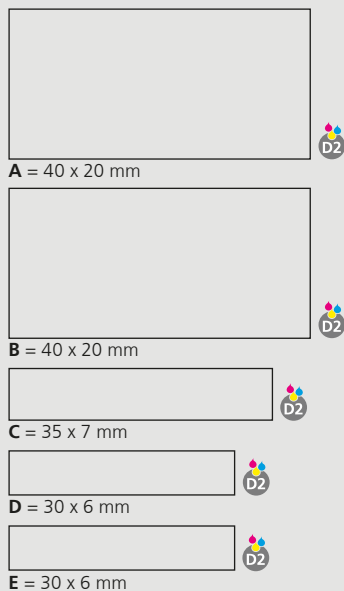 D2
A = 40 x 20 mm
D2
B = 40 x 20 mm
D2
C = 35 x 7 mm
D2
D = 30 x 6 mm
D2
E = 30 x 6 mm